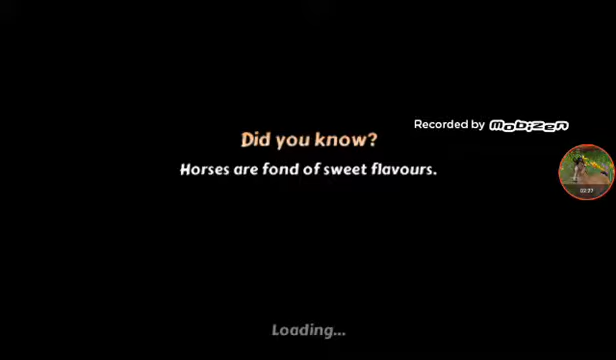 Recorded by MOBIZEN
Did you know?
Horses are fond of sweet flavours.
Loading...